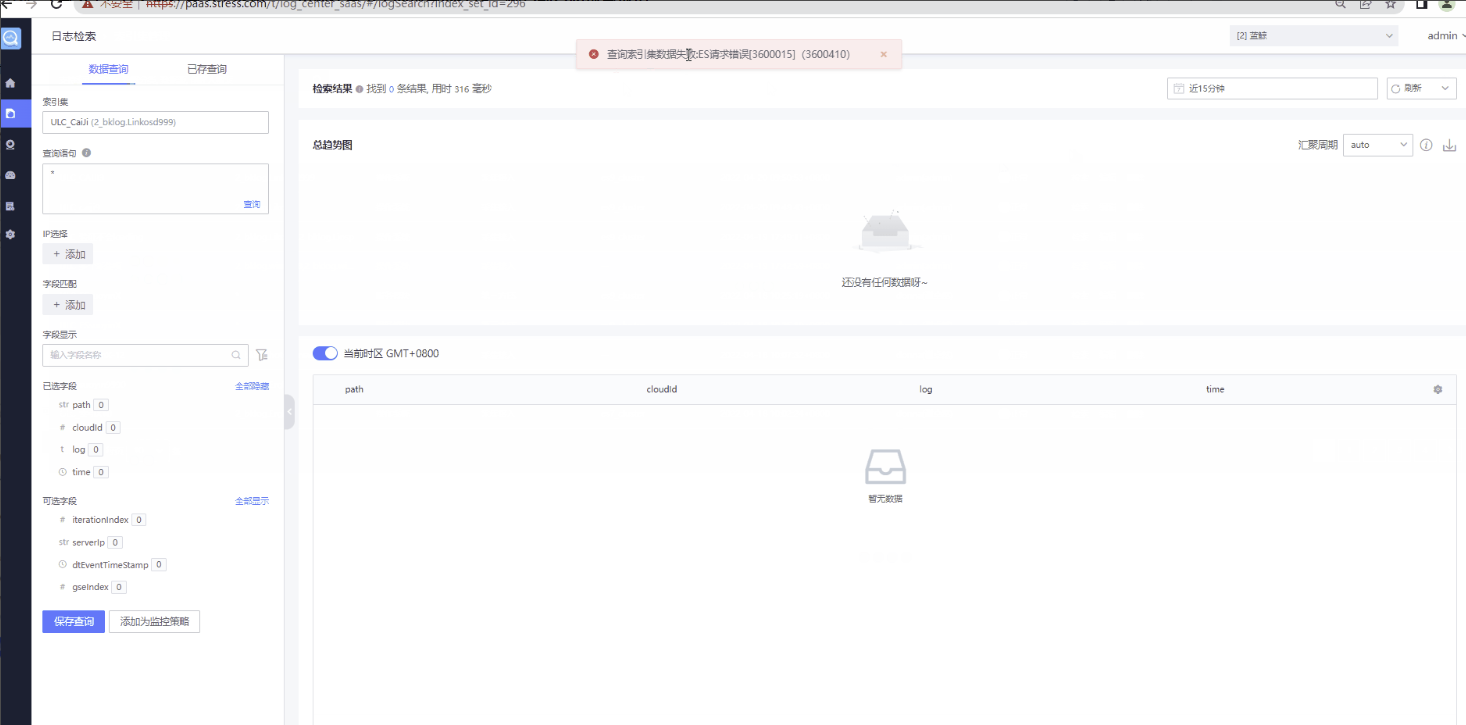 不安全 https://paas.stress.com/t/log_center_saas/#/logSearch?index_set_id=296
日志检索
[2] 蓝鲸
admin
查询索引集数据失败:ES请求错误[3600015]（3600410）
数据查询
已存查询
索引集
ULC_CaiJi (2_bklog.Linkosd999)
查询语句
*
查询
IP选择
+ 添加
字段匹配
+ 添加
字段显示
输入字段名称
已选字段
全部隐藏
str path 0
# cloudId 0
t log 0
time 0
可选字段
全部显示
# iterationIndex 0
str serverIp 0
dtEventTimeStamp 0
# gseIndex 0
保存查询
添加为监控策略
检索结果 找到 0 条结果, 用时 316 毫秒
近15分钟
刷新
总趋势图
汇聚周期
auto
还没有任何数据呀~
当前时区 GMT+0800
path
cloudId
log
time
暂无数据